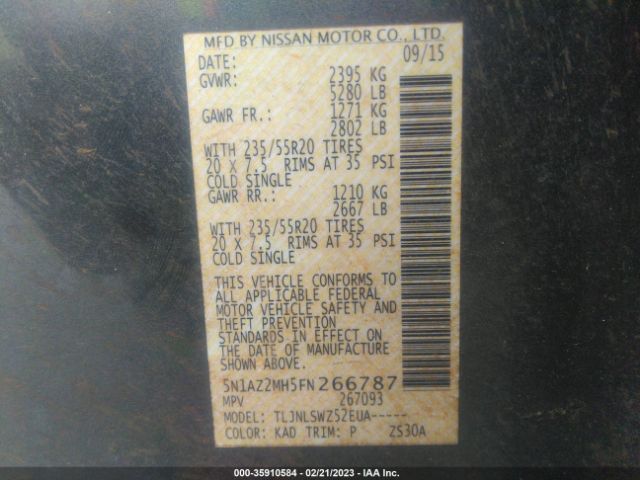 MFD BY NISSAN MOTOR CO., LTD.
DATE: 09/15
GVWR: 2395 KG
5280 LB
GAWR FR.: 1271 KG
2802 LB
WITH 235/55R20 TIRES
20 X 7.5 RIMS AT 35 PSI
COLD SINGLE
GAWR RR.: 1210 KG
2667 LB
WITH 235/55R20 TIRES
20 X 7.5 RIMS AT 35 PSI
COLD SINGLE
THIS VEHICLE CONFORMS TO
ALL APPLICABLE FEDERAL
MOTOR VEHICLE SAFETY AND
THEFT PREVENTION
STANDARDS IN EFFECT ON
THE DATE OF MANUFACTURE
SHOWN ABOVE.
5N1AZ2MH5FN266787
MPV 267093
MODEL: TLJNLSWZ52EUA-----
COLOR: KAD TRIM: P ZS30A
000-35910584 - 02/21/2023 - IAA Inc.